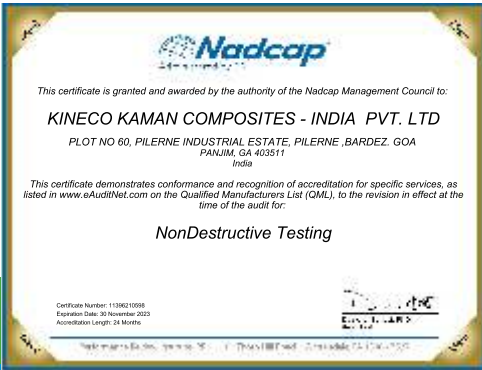 Nadcap
Administered by PRI
This certificate is granted and awarded by the authority of the Nadcap Management Council to:
KINECO KAMAN COMPOSITES - INDIA PVT. LTD
PLOT NO 60, PILERNE INDUSTRIAL ESTATE, PILERNE ,BARDEZ. GOA
PANJIM, GA 403511
India
This certificate demonstrates conformance and recognition of accreditation for specific services, as
listed in www.eAuditNet.com on the Qualified Manufacturers List (QML), to the revision in effect at the
time of the audit for:
NonDestructive Testing
Certificate Number: 11396210598
Expiration Date: 30 November 2023
Accreditation Length: 24 Months